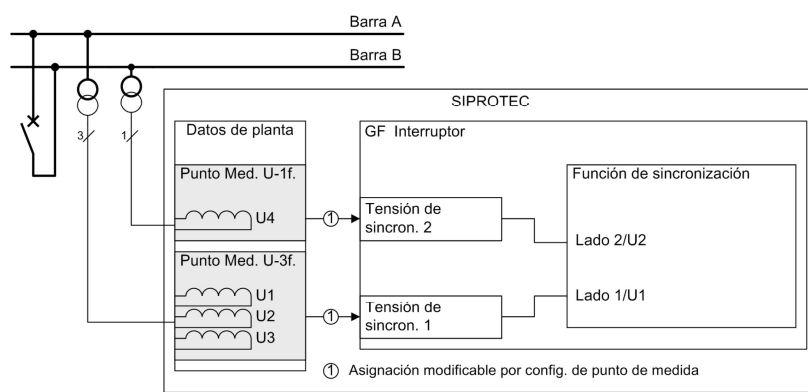 Barra A
Barra B
SIPROTEC
Datos de planta
GF Interruptor
Punto Med. U-1f.
Función de sincronización
3
1
U4
1
Tensión de
sincron. 2
Lado 2/U2
Punto Med. U-3f.
U1
Lado 1/U1
U2
1
Tensión de
sincron. 1
U3
1 Asignación modificable por config. de punto de medida